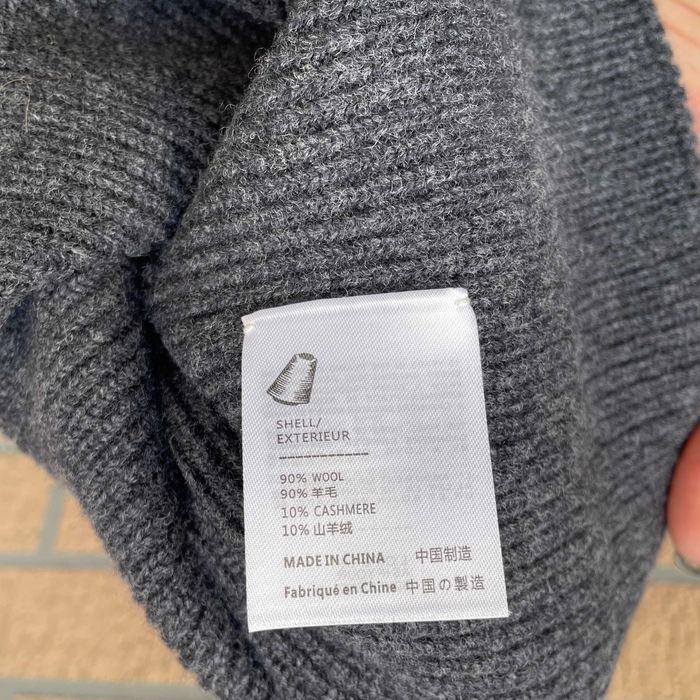 SHELL/
EXTERIEUR
90% WOOL
90% 羊毛
10% CASHMERE
10% 山羊绒
MADE IN CHINA 中国制造
Fabriqué en Chine 中国の製造